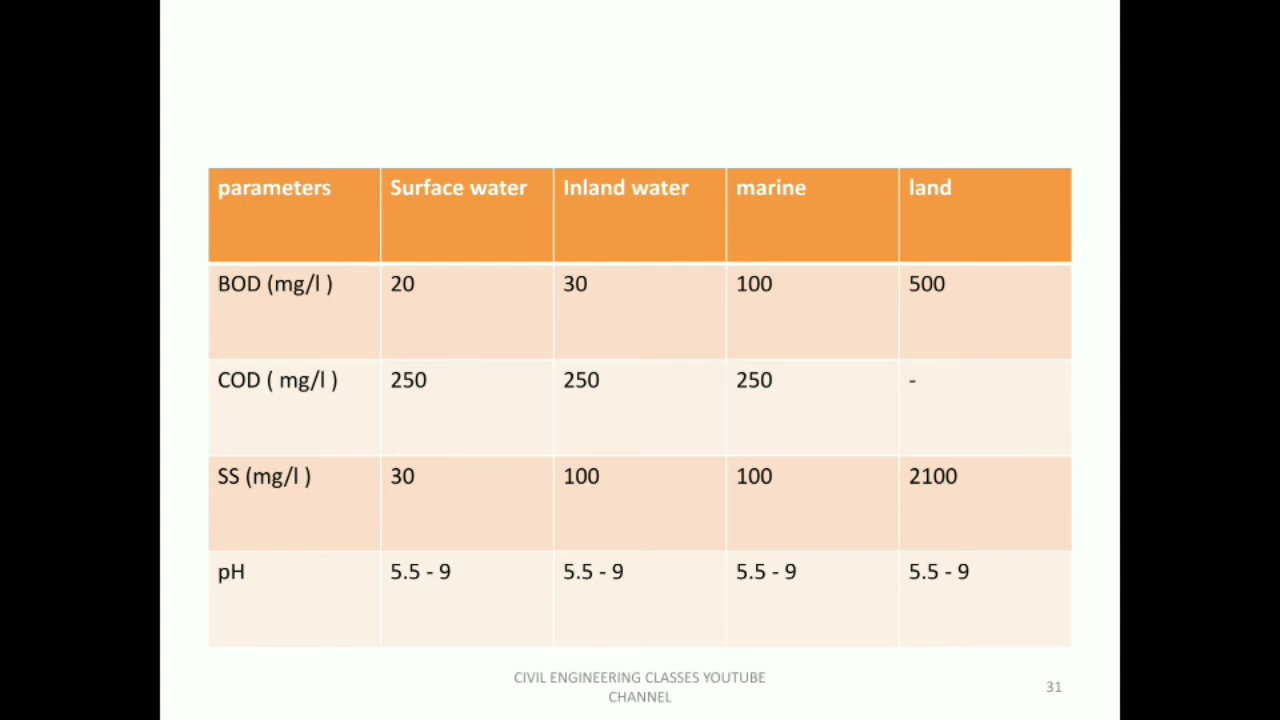 parameters Surface water Inland water marine land
BOD (mg/l ) 20 30 100 500
COD ( mg/l ) 250 250 250 -
SS (mg/l ) 30 100 100 2100
pH 5.5 - 9 5.5 - 9 5.5 - 9 5.5 - 9
CIVIL ENGINEERING CLASSES YOUTUBE
CHANNEL
31